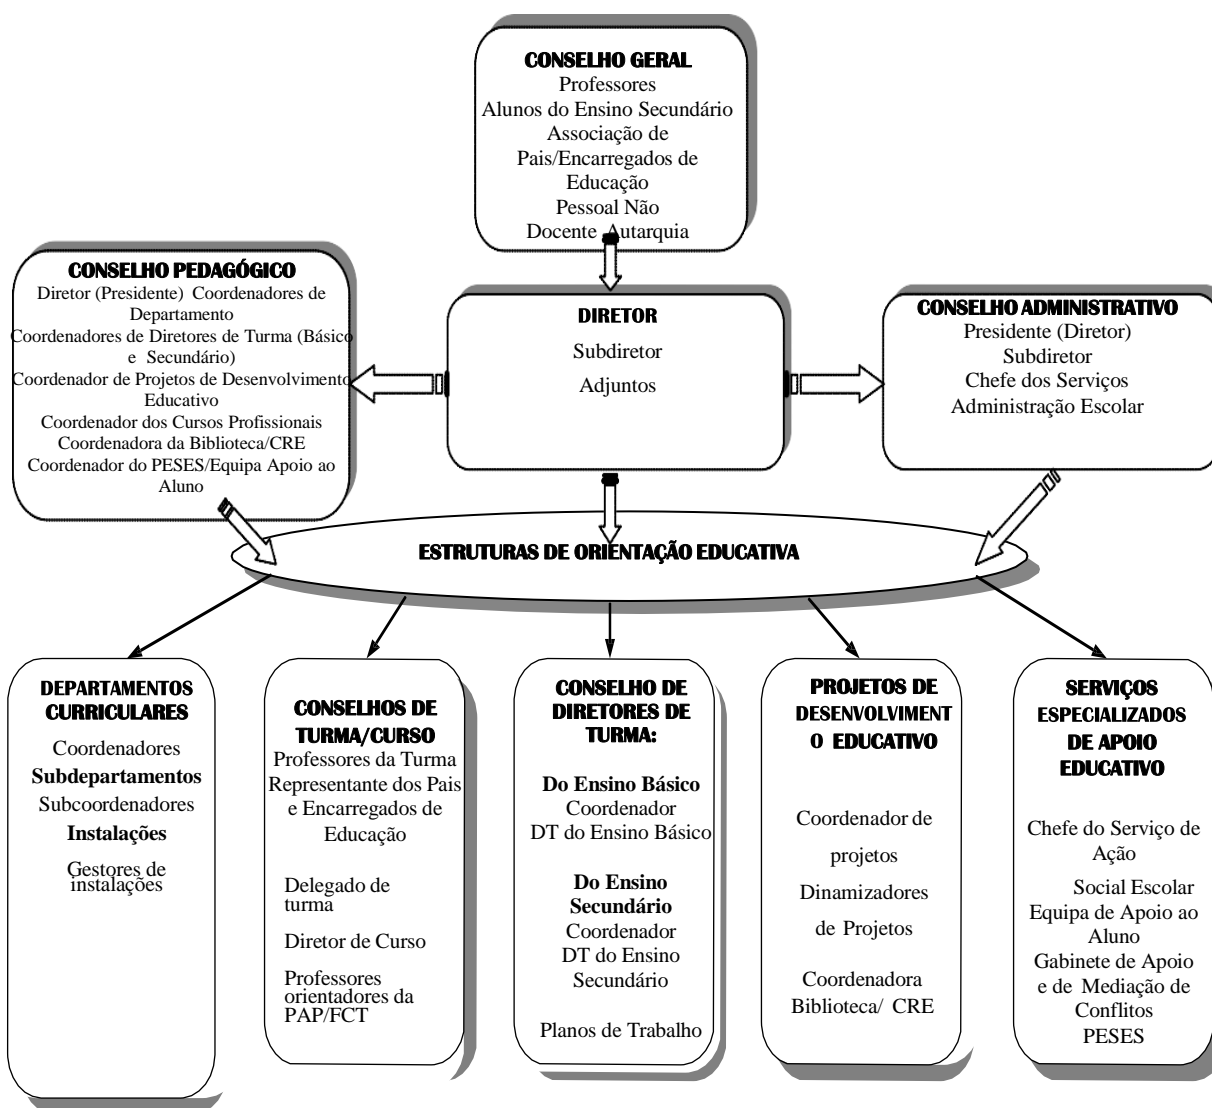 CONSELHO GERAL
Professores
Alunos do Ensino Secundário
Associação de
Pais/Encarregados de
Educação
Pessoal Não
Docente Autarquia
CONSELHO PEDAGÓGICO
Diretor (Presidente) Coordenadores de
Departamento
Coordenadores de Diretores de Turma (Básico
e Secundário)
Coordenador de Projetos de Desenvolvimento
Educativo
Coordenador dos Cursos Profissionais
Coordenadora da Biblioteca/CRE
Coordenador do PESES/Equipa Apoio ao
Aluno
DIRETOR
Subdiretor
Adjuntos
CONSELHO ADMINISTRATIVO
Presidente (Diretor)
Subdiretor
Chefe dos Serviços
Administração Escolar
ESTRUTURAS DE ORIENTAÇÃO EDUCATIVA
DEPARTAMENTOS
CURRICULARES
Coordenadores
Subdepartamentos
Subcoordenadores
Instalações
Gestores de
instalações
CONSELHOS DE
TURMA/CURSO
Professores da Turma
Representante dos Pais
e Encarregados de
Educação
Delegado de
turma
Diretor de Curso
Professores
orientadores da
PAP/FCT
CONSELHO DE
DIRETORES DE
TURMA:
Do Ensino Básico
Coordenador
DT do Ensino Básico
Do Ensino
Secundário
Coordenador
DT do Ensino
Secundário
Planos de Trabalho
PROJETOS DE
DESENVOLVIMENT
O EDUCATIVO
Coordenador de
projetos
Dinamizadores
de Projetos
Coordenadora
Biblioteca/ CRE
SERVIÇOS
ESPECIALIZADOS
DE APOIO
EDUCATIVO
Chefe do Serviço de
Ação
Social Escolar
Equipa de Apoio ao
Aluno
Gabinete de Apoio
e de Mediação de
Conflitos
PESES